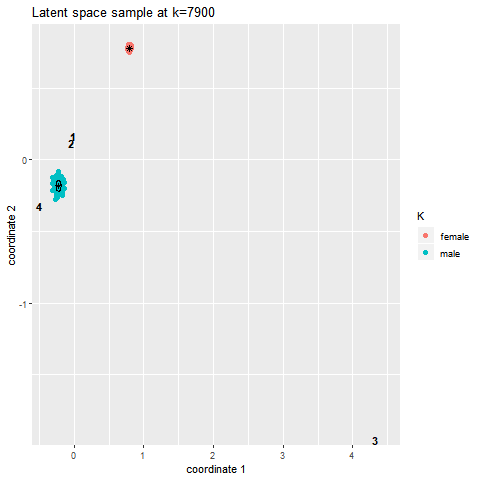 Latent space sample at k=7900
*
1
2
0
4
-1
3
0
1
2
3
4
coordinate 1
coordinate 2
K
female
male